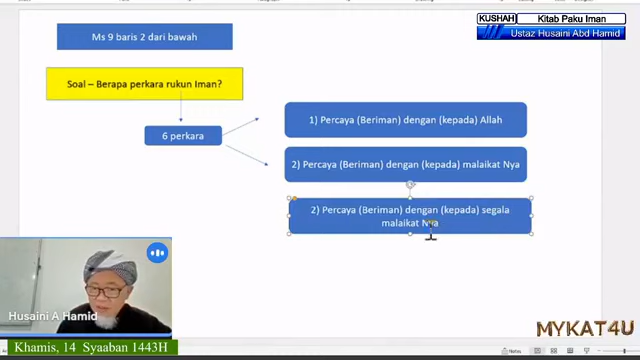 Ms 9 baris 2 dari bawah
KUSHAH
Kitab Paku Iman
Ustaz Husaini Abd Hamid
Soal – Berapa perkara rukun Iman?
6 perkara
1) Percaya (Beriman) dengan (kepada) Allah
2) Percaya (Beriman) dengan (kepada) malaikat Nya
2) Percaya (Beriman) dengan (kepada) segala
malaikat Nya
Husaini A Hamid
Khamis, 14 Syaaban 1443H
MYKAT4U
Notes